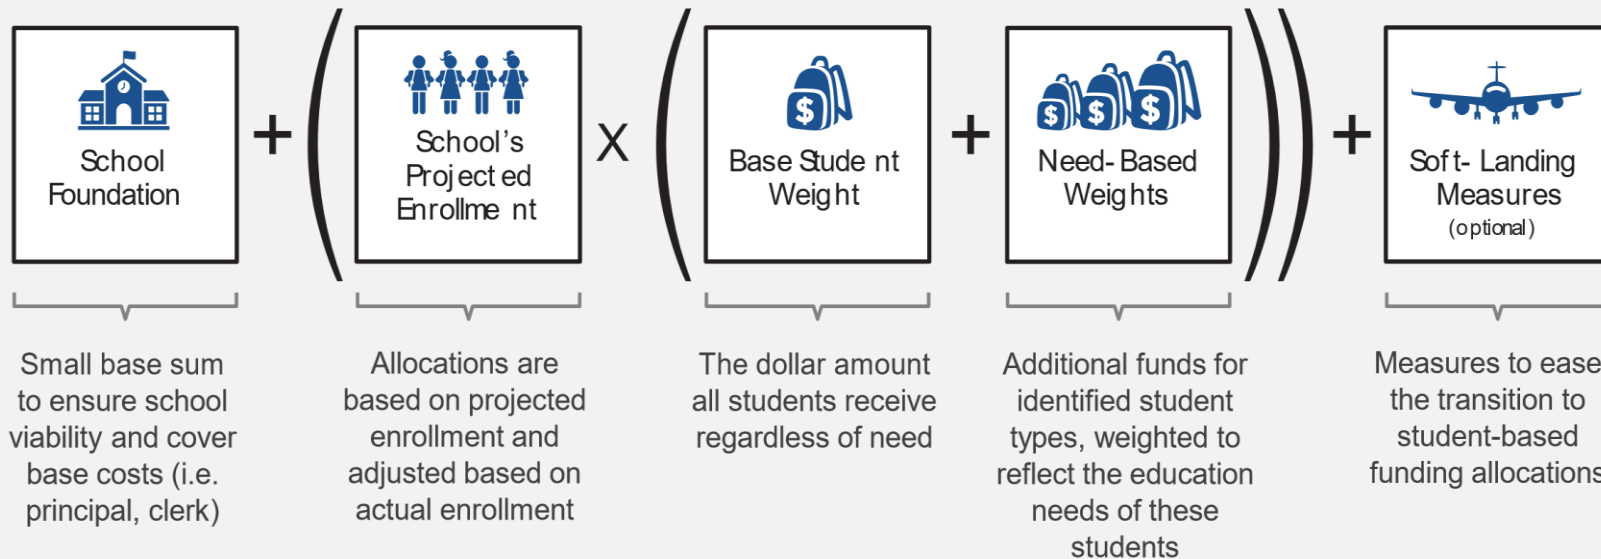 School
Foundation
+
(
School's
Projected
Enrollment
X
(
$
Base Student
Weight
+
$ $ $
Need-Based
Weights
)
)
+
Soft-Landing
Measures
(optional)
Small base sum
to ensure school
viability and cover
base costs (i.e.
principal, clerk)
Allocations are
based on projected
enrollment and
adjusted based on
actual enrollment
The dollar amount
all students receive
regardless of need
Additional funds for
identified student
types, weighted to
reflect the education
needs of these
students
Measures to ease
the transition to
student-based
funding allocations